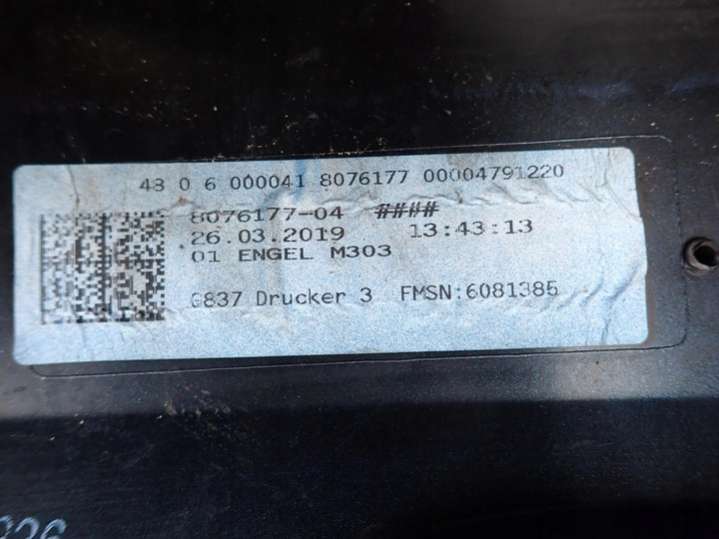 43 0 6 000041 8076177 00004791220
8076177-04 ####
26.03.2019 13:43:13
01 ENGEL M303
G837 Drucker 3 FMSN:6081385